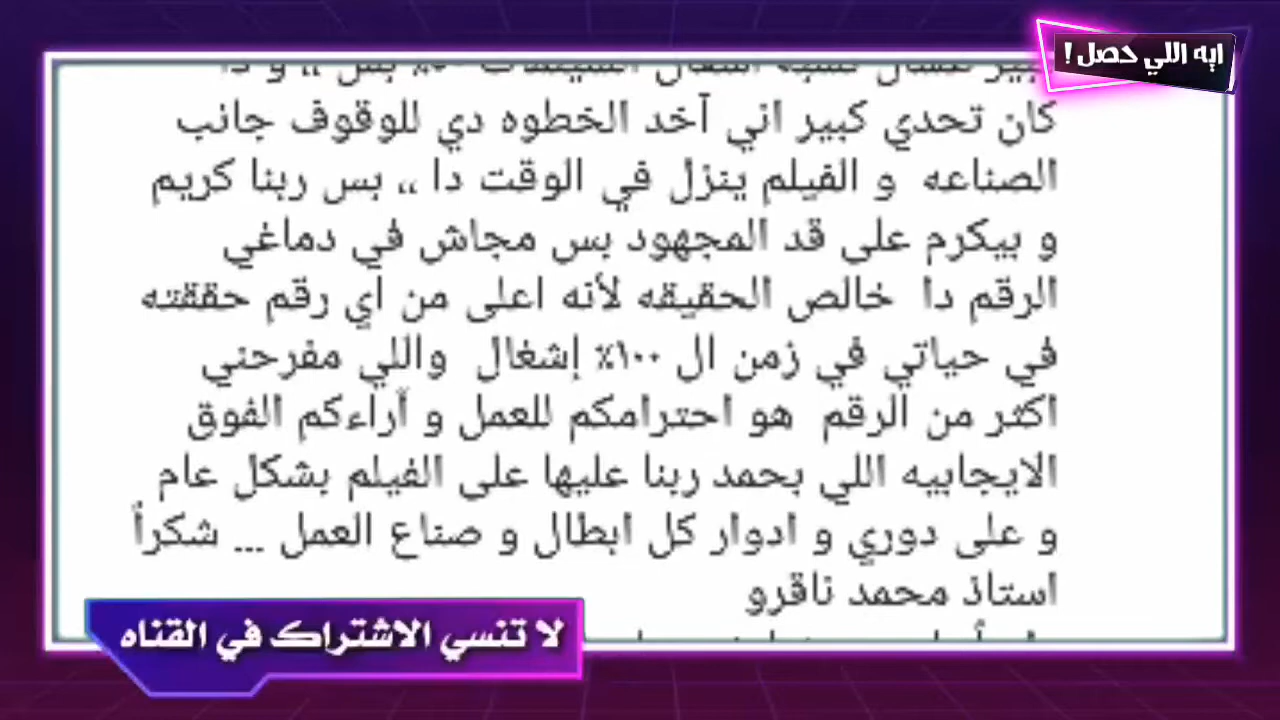 ايه اللي حصل !
كان تحدي كبير اني آخد الخطوه دي للوقوف جانب
الصناعه و الفيلم ينزل في الوقت دا ،، بس ربنا كريم
و بيكرم على قد المجهود بس مجاش في دماغي
الرقم دا خالص الحقيقه لأنه اعلى من اي رقم حققته
في حياتي في زمن ال ١٠٠٪ إشغال واللي مفرحني
اكثر من الرقم هو احترامكم للعمل و آراءكم الفوق
الايجابيه اللي بحمد ربنا عليها على الفيلم بشكل عام
و على دوري و ادوار كل ابطال و صناع العمل ... شكراً
استاذ محمد ناقرو
لا تنسي الاشتراك في القناه